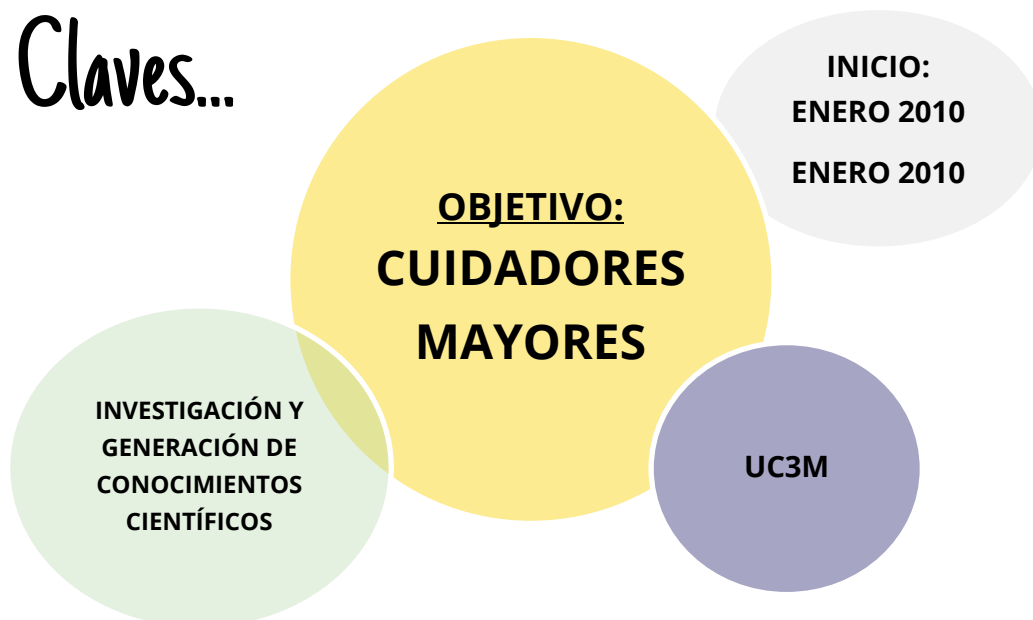 Claves...
INICIO:
ENERO 2010
ENERO 2010
OBJETIVO:
CUIDADORES
MAYORES
INVESTIGACIÓN Y
GENERACIÓN DE
CONOCIMIENTOS
CIENTÍFICOS
UC3M